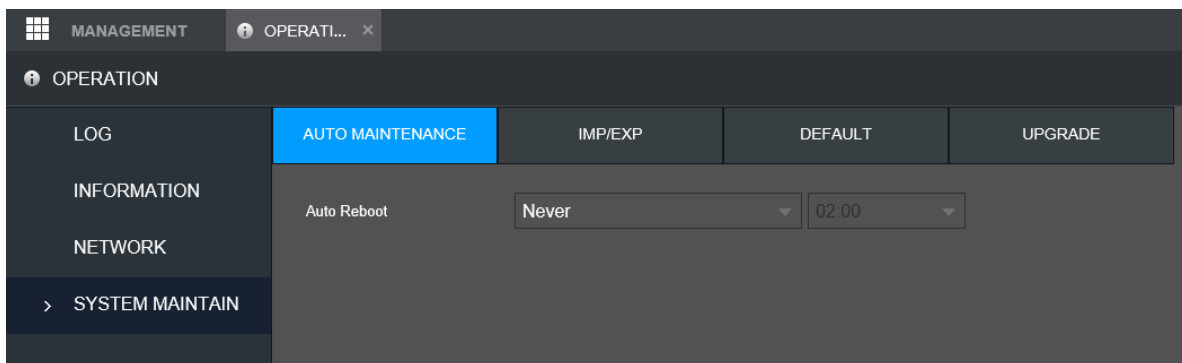 MANAGEMENT
OPERATI... ×
OPERATION
LOG
AUTO MAINTENANCE
IMP/EXP
DEFAULT
UPGRADE
INFORMATION
Auto Reboot
Never
02:00
NETWORK
> SYSTEM MAINTAIN